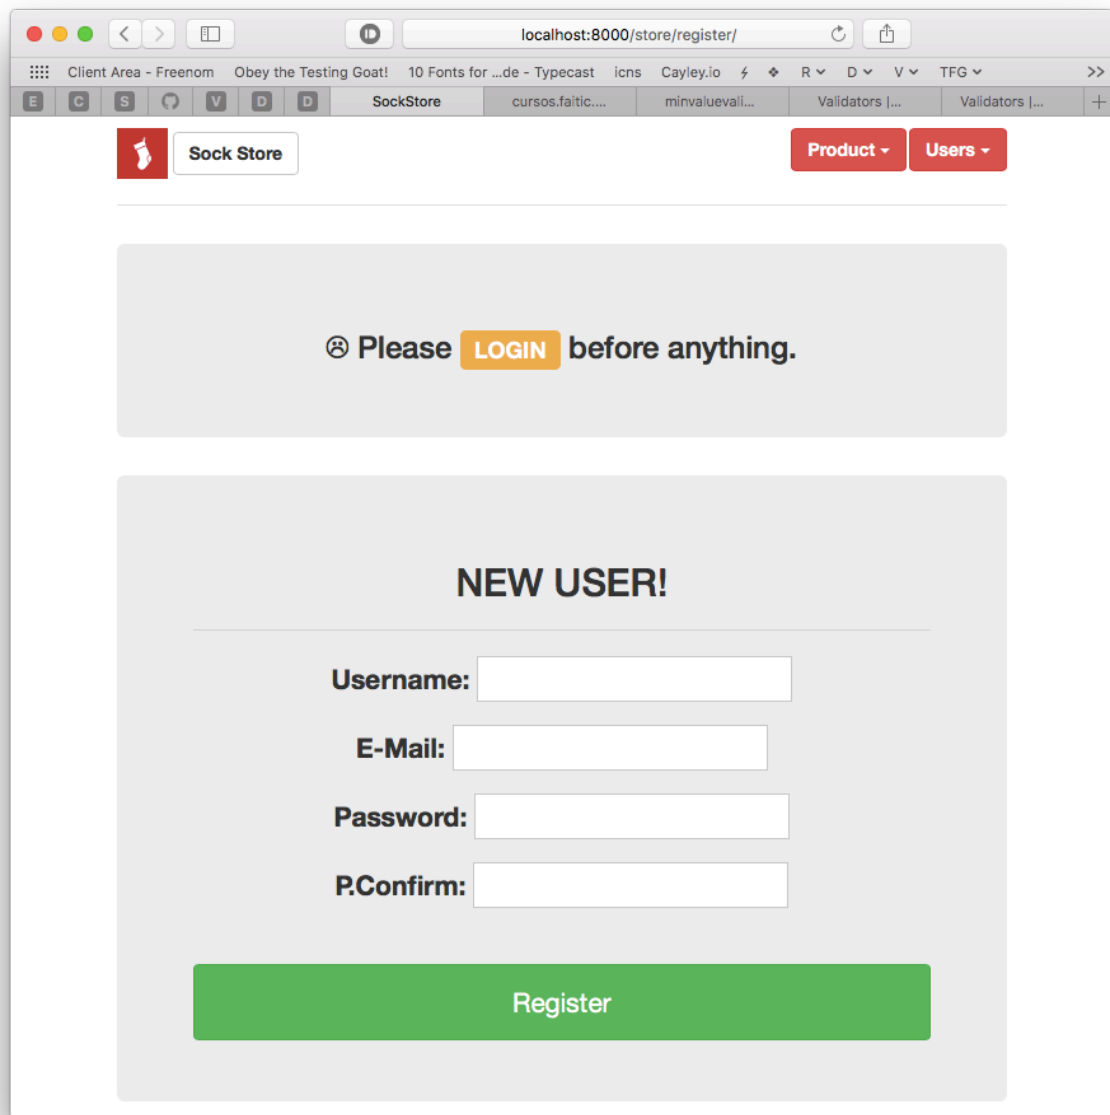 localhost:8000/store/register/
Client Area - Freenom Obey the Testing Goat! 10 Fonts for ...de - Typecast icns Cayley.io R D V TFG >>
E C S V D D SockStore cursos.faitic.... minvaluevali... Validators |... Validators |... +
Sock Store Product Users
☹ Please LOGIN before anything.
NEW USER!
Username:
E-Mail:
Password:
P.Confirm:
Register